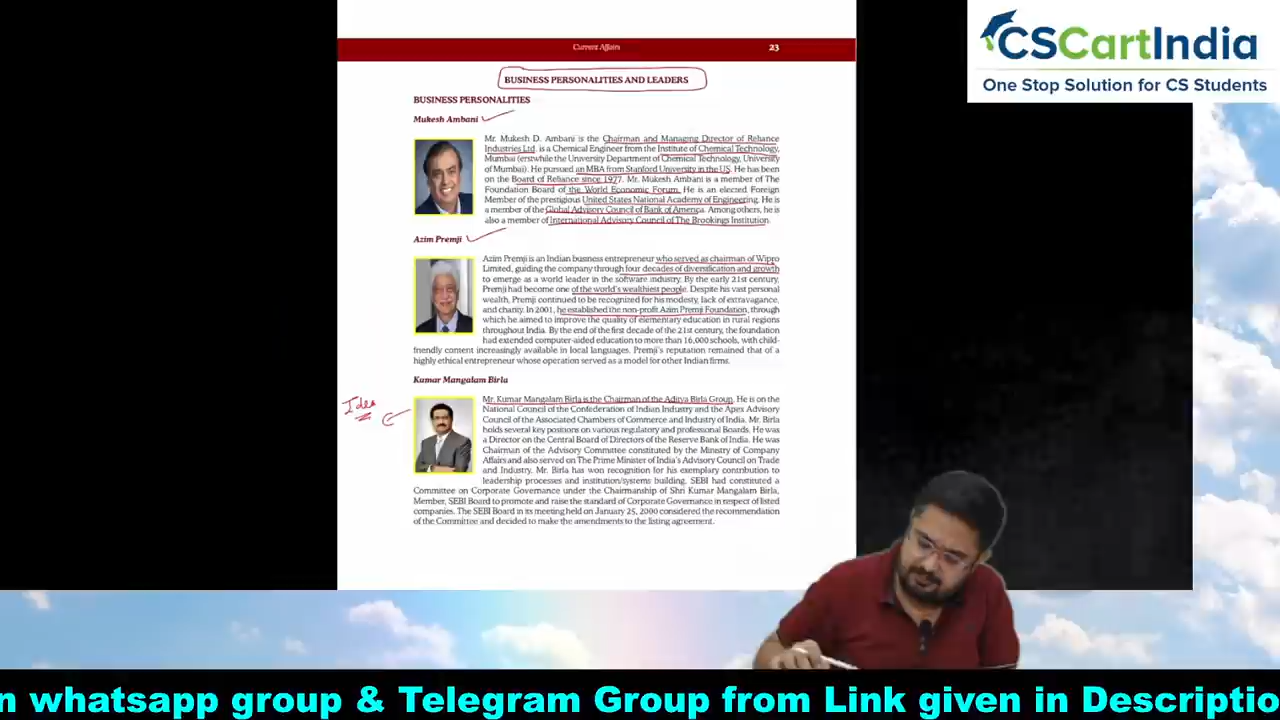 Current Affairs 23
BUSINESS PERSONALITIES AND LEADERS
BUSINESS PERSONALITIES
Mukesh Ambani
Mr. Mukesh D. Ambani is the Chairman and Managing Director of Reliance
Industries Ltd. is a Chemical Engineer from the Institute of Chemical Technology,
Mumbai (erstwhile the University Department of Chemical Technology, University
of Mumbai). He pursued an MBA from Stanford University in the US. He has been
on the Board of Reliance since 1977. Mr. Mukesh Ambani is a member of The
Foundation Board of the World Economic Forum. He is an elected Foreign
Member of the prestigious United States National Academy of Engineering. He is
a member of the Global Advisory Council of Bank of America. Among others, he is
also a member of International Advisory Council of The Brookings Institution.
Azim Premji
Azim Premji is an Indian business entrepreneur who served as chairman of Wipro
Limited, guiding the company through four decades of diversification and growth
to emerge as a world leader in the software industry. By the early 21st century,
Premji had become one of the world's wealthiest people. Despite his vast personal
wealth, Premji continued to be recognized for his modesty, lack of extravagance,
and charity. In 2001, he established the non-profit Azim Premji Foundation, through
which he aimed to improve the quality of elementary education in rural regions
throughout India. By the end of the first decade of the 21st century, the foundation
had extended computer-aided education to more than 16,000 schools, with child-
friendly content increasingly available in local languages. Premji's reputation remained that of a
highly ethical entrepreneur whose operation served as a model for other Indian firms.
Kumar Mangalam Birla
Idea
Mr. Kumar Mangalam Birla is the Chairman of the Aditya Birla Group. He is on the
National Council of the Confederation of Indian Industry and the Apex Advisory
Council of the Associated Chambers of Commerce and Industry of India. Mr. Birla
holds several key positions on various regulatory and professional Boards. He was
a Director on the Central Board of Directors of the Reserve Bank of India. He was
Chairman of the Advisory Committee constituted by the Ministry of Company
Affairs and also served on The Prime Minister of India's Advisory Council on Trade
and Industry. Mr. Birla has won recognition for his exemplary contribution to
leadership processes and institution/systems building. SEBI had constituted a
Committee on Corporate Governance under the Chairmanship of Shri Kumar Mangalam Birla,
Member, SEBI Board to promote and raise the standard of Corporate Governance in respect of listed
companies. The SEBI Board in its meeting held on January 25, 2000 considered the recommendation
of the Committee and decided to make the amendments to the listing agreement.
CSCartIndia
One Stop Solution for CS Students
n whatsapp group & Telegram Group from Link given in Descriptio